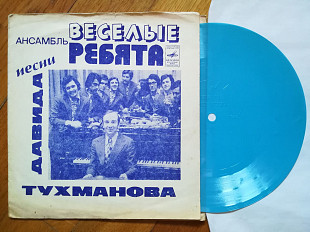 АНСАМБЛЬ ВЕСЕЛЫЕ
РЕБЯТА
песни
ДАВИДА
ТУХМАНОВА